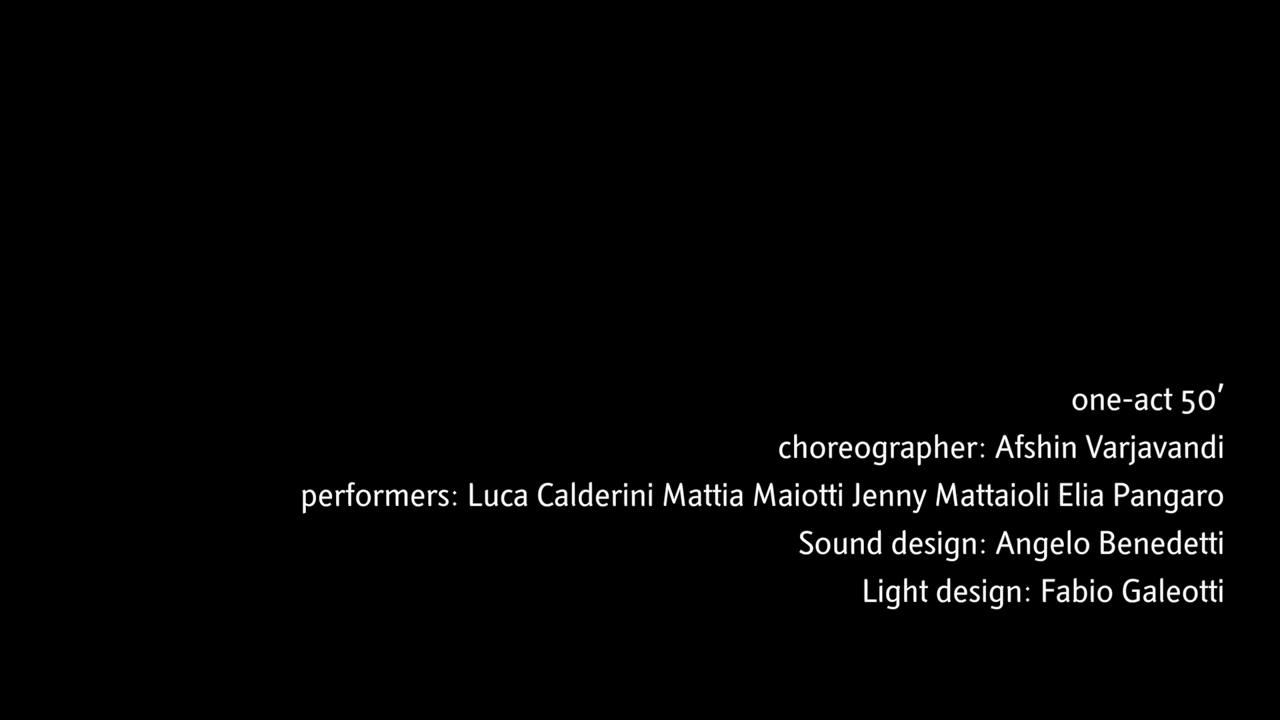 one-act 50′
choreographer: Afshin Varjavandi
performers: Luca Calderini Mattia Maiotti Jenny Mattaioli Elia Pangaro
Sound design: Angelo Benedetti
Light design: Fabio Galeotti